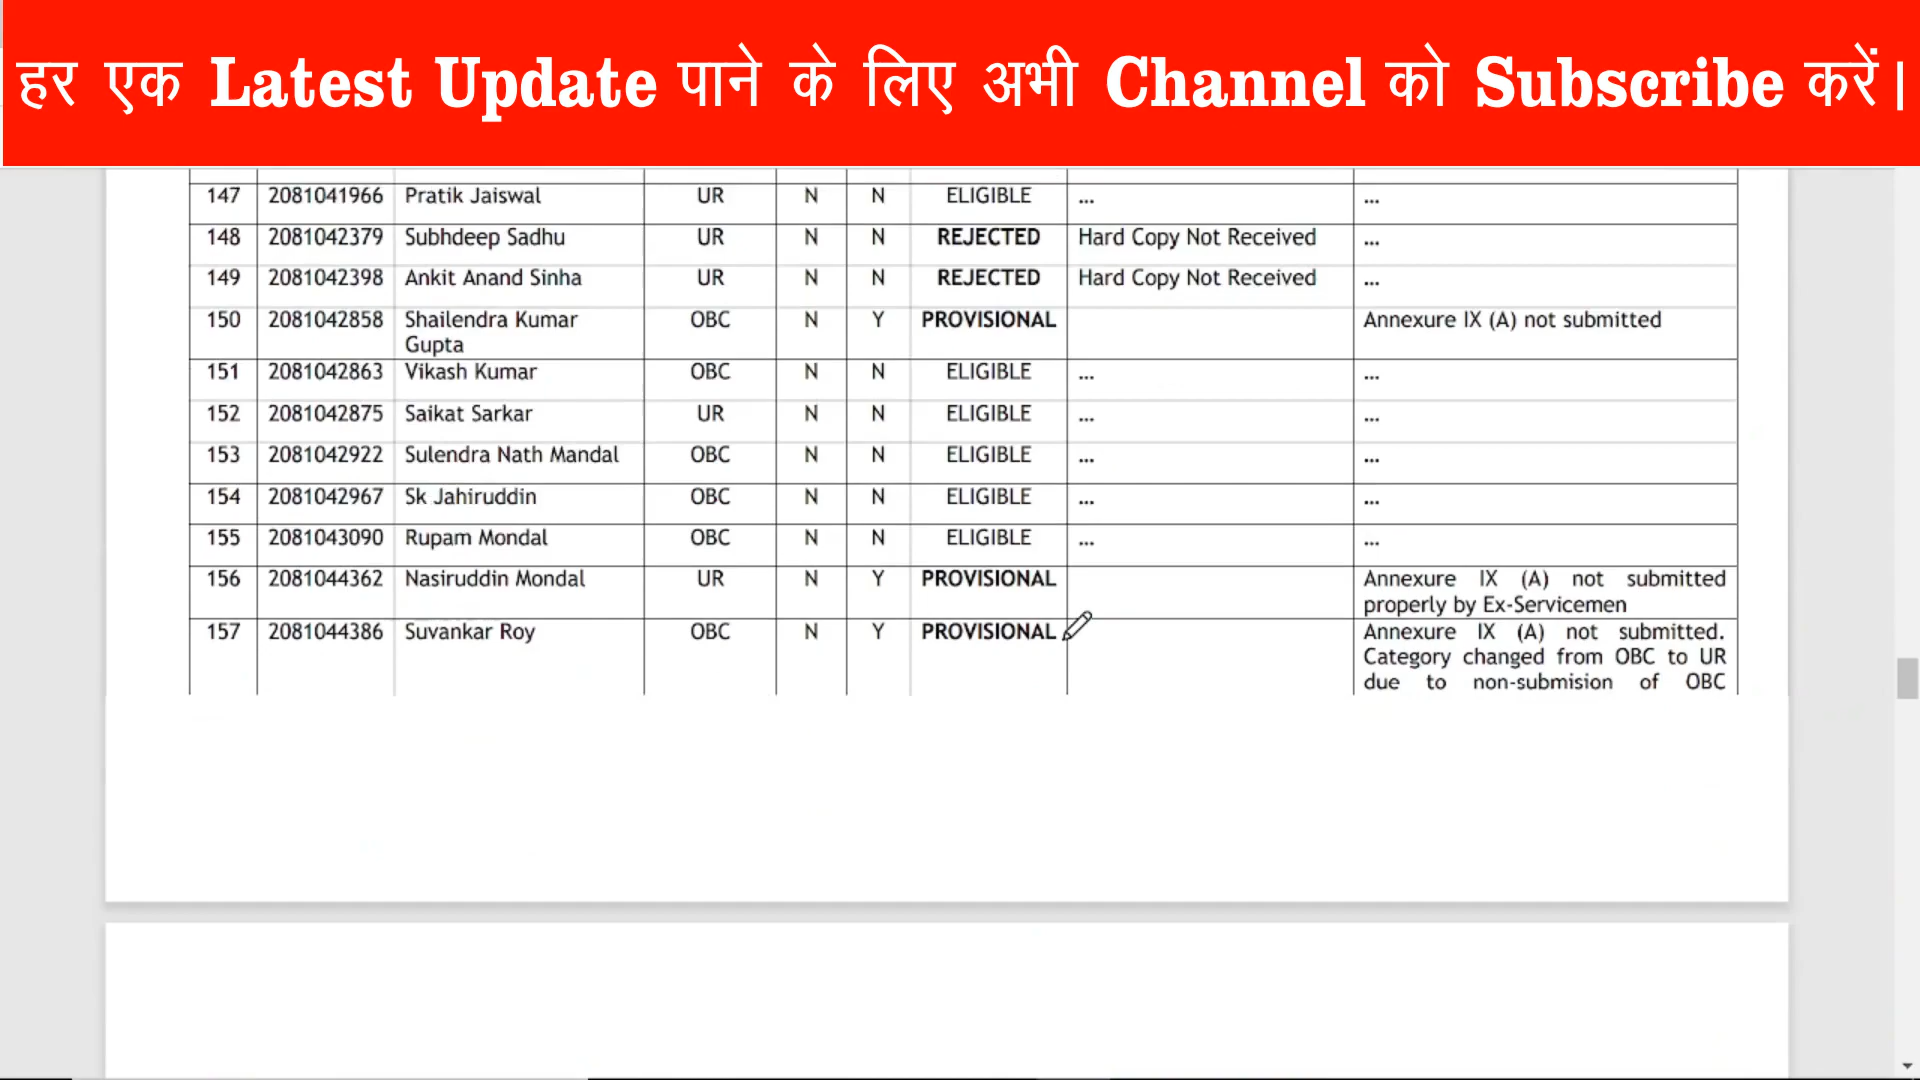 हर एक Latest Update पाने के लिए अभी Channel को Subscribe करें।
147 2081041966 Pratik Jaiswal UR N N ELIGIBLE ... ...
148 2081042379 Subhdeep Sadhu UR N N REJECTED Hard Copy Not Received ...
149 2081042398 Ankit Anand Sinha UR N N REJECTED Hard Copy Not Received ...
150 2081042858 Shailendra Kumar OBC N Y PROVISIONAL Annexure IX (A) not submitted
Gupta
151 2081042863 Vikash Kumar OBC N N ELIGIBLE ... ...
152 2081042875 Saikat Sarkar UR N N ELIGIBLE ... ...
153 2081042922 Sulendra Nath Mandal OBC N N ELIGIBLE ... ...
154 2081042967 Sk Jahiruddin OBC N N ELIGIBLE ... ...
155 2081043090 Rupam Mondal OBC N N ELIGIBLE ... ...
156 2081044362 Nasiruddin Mondal UR N Y PROVISIONAL Annexure IX (A) not submitted
properly by Ex-Servicemen
157 2081044386 Suvankar Roy OBC N Y PROVISIONAL Annexure IX (A) not submitted.
Category changed from OBC to UR
due to non-submision of OBC